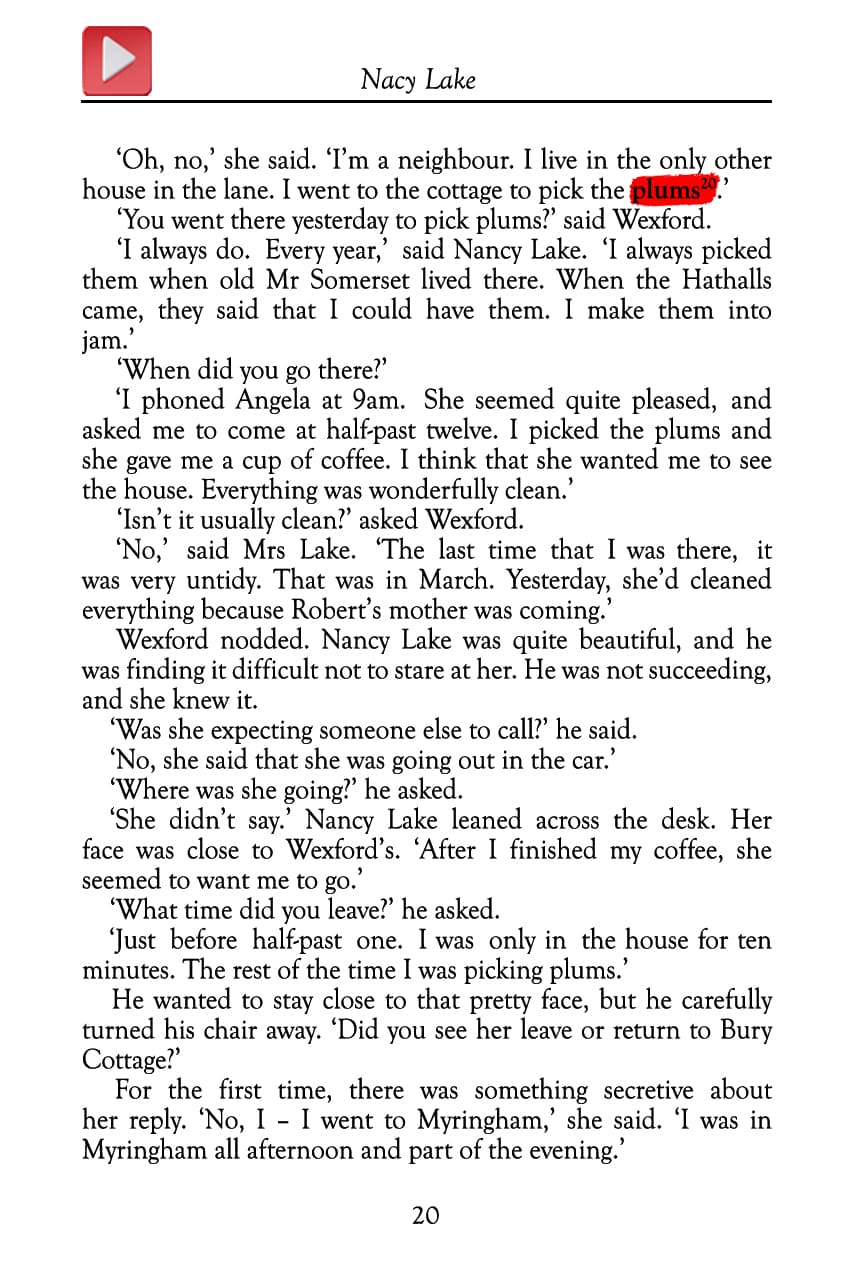 Nacy Lake
‘Oh, no,’ she said. ‘I’m a neighbour. I live in the only other
house in the lane. I went to the cottage to pick the plums20.’
‘You went there yesterday to pick plums?’ said Wexford.
‘I always do. Every year,’ said Nancy Lake. ‘I always picked
them when old Mr Somerset lived there. When the Hathalls
came, they said that I could have them. I make them into
jam.’
‘When did you go there?’
‘I phoned Angela at 9am. She seemed quite pleased, and
asked me to come at half-past twelve. I picked the plums and
she gave me a cup of coffee. I think that she wanted me to see
the house. Everything was wonderfully clean.’
‘Isn’t it usually clean?’ asked Wexford.
‘No,’ said Mrs Lake. ‘The last time that I was there, it
was very untidy. That was in March. Yesterday, she’d cleaned
everything because Robert’s mother was coming.’
Wexford nodded. Nancy Lake was quite beautiful, and he
was finding it difficult not to stare at her. He was not succeeding,
and she knew it.
‘Was she expecting someone else to call?’ he said.
‘No, she said that she was going out in the car.’
‘Where was she going?’ he asked.
‘She didn’t say.’ Nancy Lake leaned across the desk. Her
face was close to Wexford’s. ‘After I finished my coffee, she
seemed to want me to go.’
‘What time did you leave?’ he asked.
‘Just before half-past one. I was only in the house for ten
minutes. The rest of the time I was picking plums.’
He wanted to stay close to that pretty face, but he carefully
turned his chair away. ‘Did you see her leave or return to Bury
Cottage?’
For the first time, there was something secretive about
her reply. ‘No, I – I went to Myringham,’ she said. ‘I was in
Myringham all afternoon and part of the evening.’
20